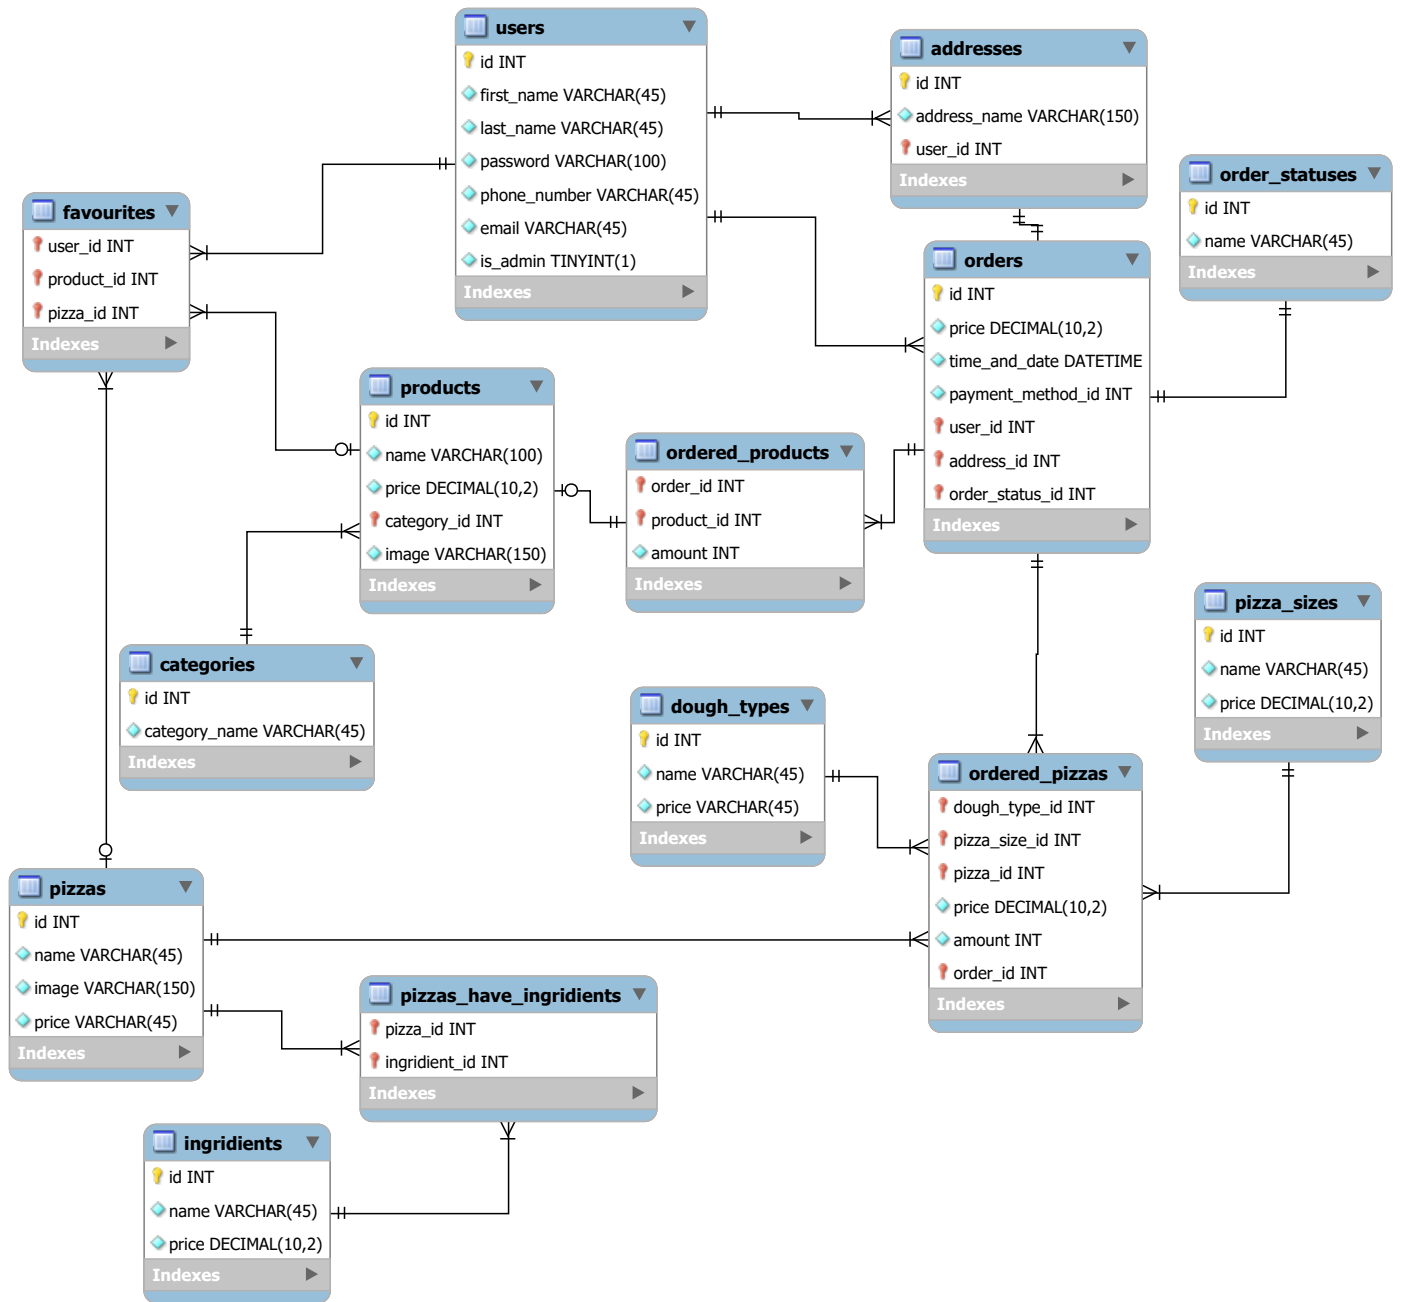 users
id INT
first_name VARCHAR(45)
last_name VARCHAR(45)
password VARCHAR(100)
phone_number VARCHAR(45)
email VARCHAR(45)
is_admin TINYINT(1)
Indexes
addresses
id INT
address_name VARCHAR(150)
user_id INT
Indexes
order_statuses
id INT
name VARCHAR(45)
Indexes
favourites
user_id INT
product_id INT
pizza_id INT
Indexes
orders
id INT
price DECIMAL(10,2)
time_and_date DATETIME
payment_method_id INT
user_id INT
address_id INT
order_status_id INT
Indexes
products
id INT
name VARCHAR(100)
price DECIMAL(10,2)
category_id INT
image VARCHAR(150)
Indexes
ordered_products
order_id INT
product_id INT
amount INT
Indexes
pizza_sizes
id INT
name VARCHAR(45)
price DECIMAL(10,2)
Indexes
categories
id INT
category_name VARCHAR(45)
Indexes
dough_types
id INT
name VARCHAR(45)
price VARCHAR(45)
Indexes
ordered_pizzas
dough_type_id INT
pizza_size_id INT
pizza_id INT
price DECIMAL(10,2)
amount INT
order_id INT
Indexes
pizzas
id INT
name VARCHAR(45)
image VARCHAR(150)
price VARCHAR(45)
Indexes
pizzas_have_ingridients
pizza_id INT
ingridient_id INT
Indexes
ingridients
id INT
name VARCHAR(45)
price DECIMAL(10,2)
Indexes